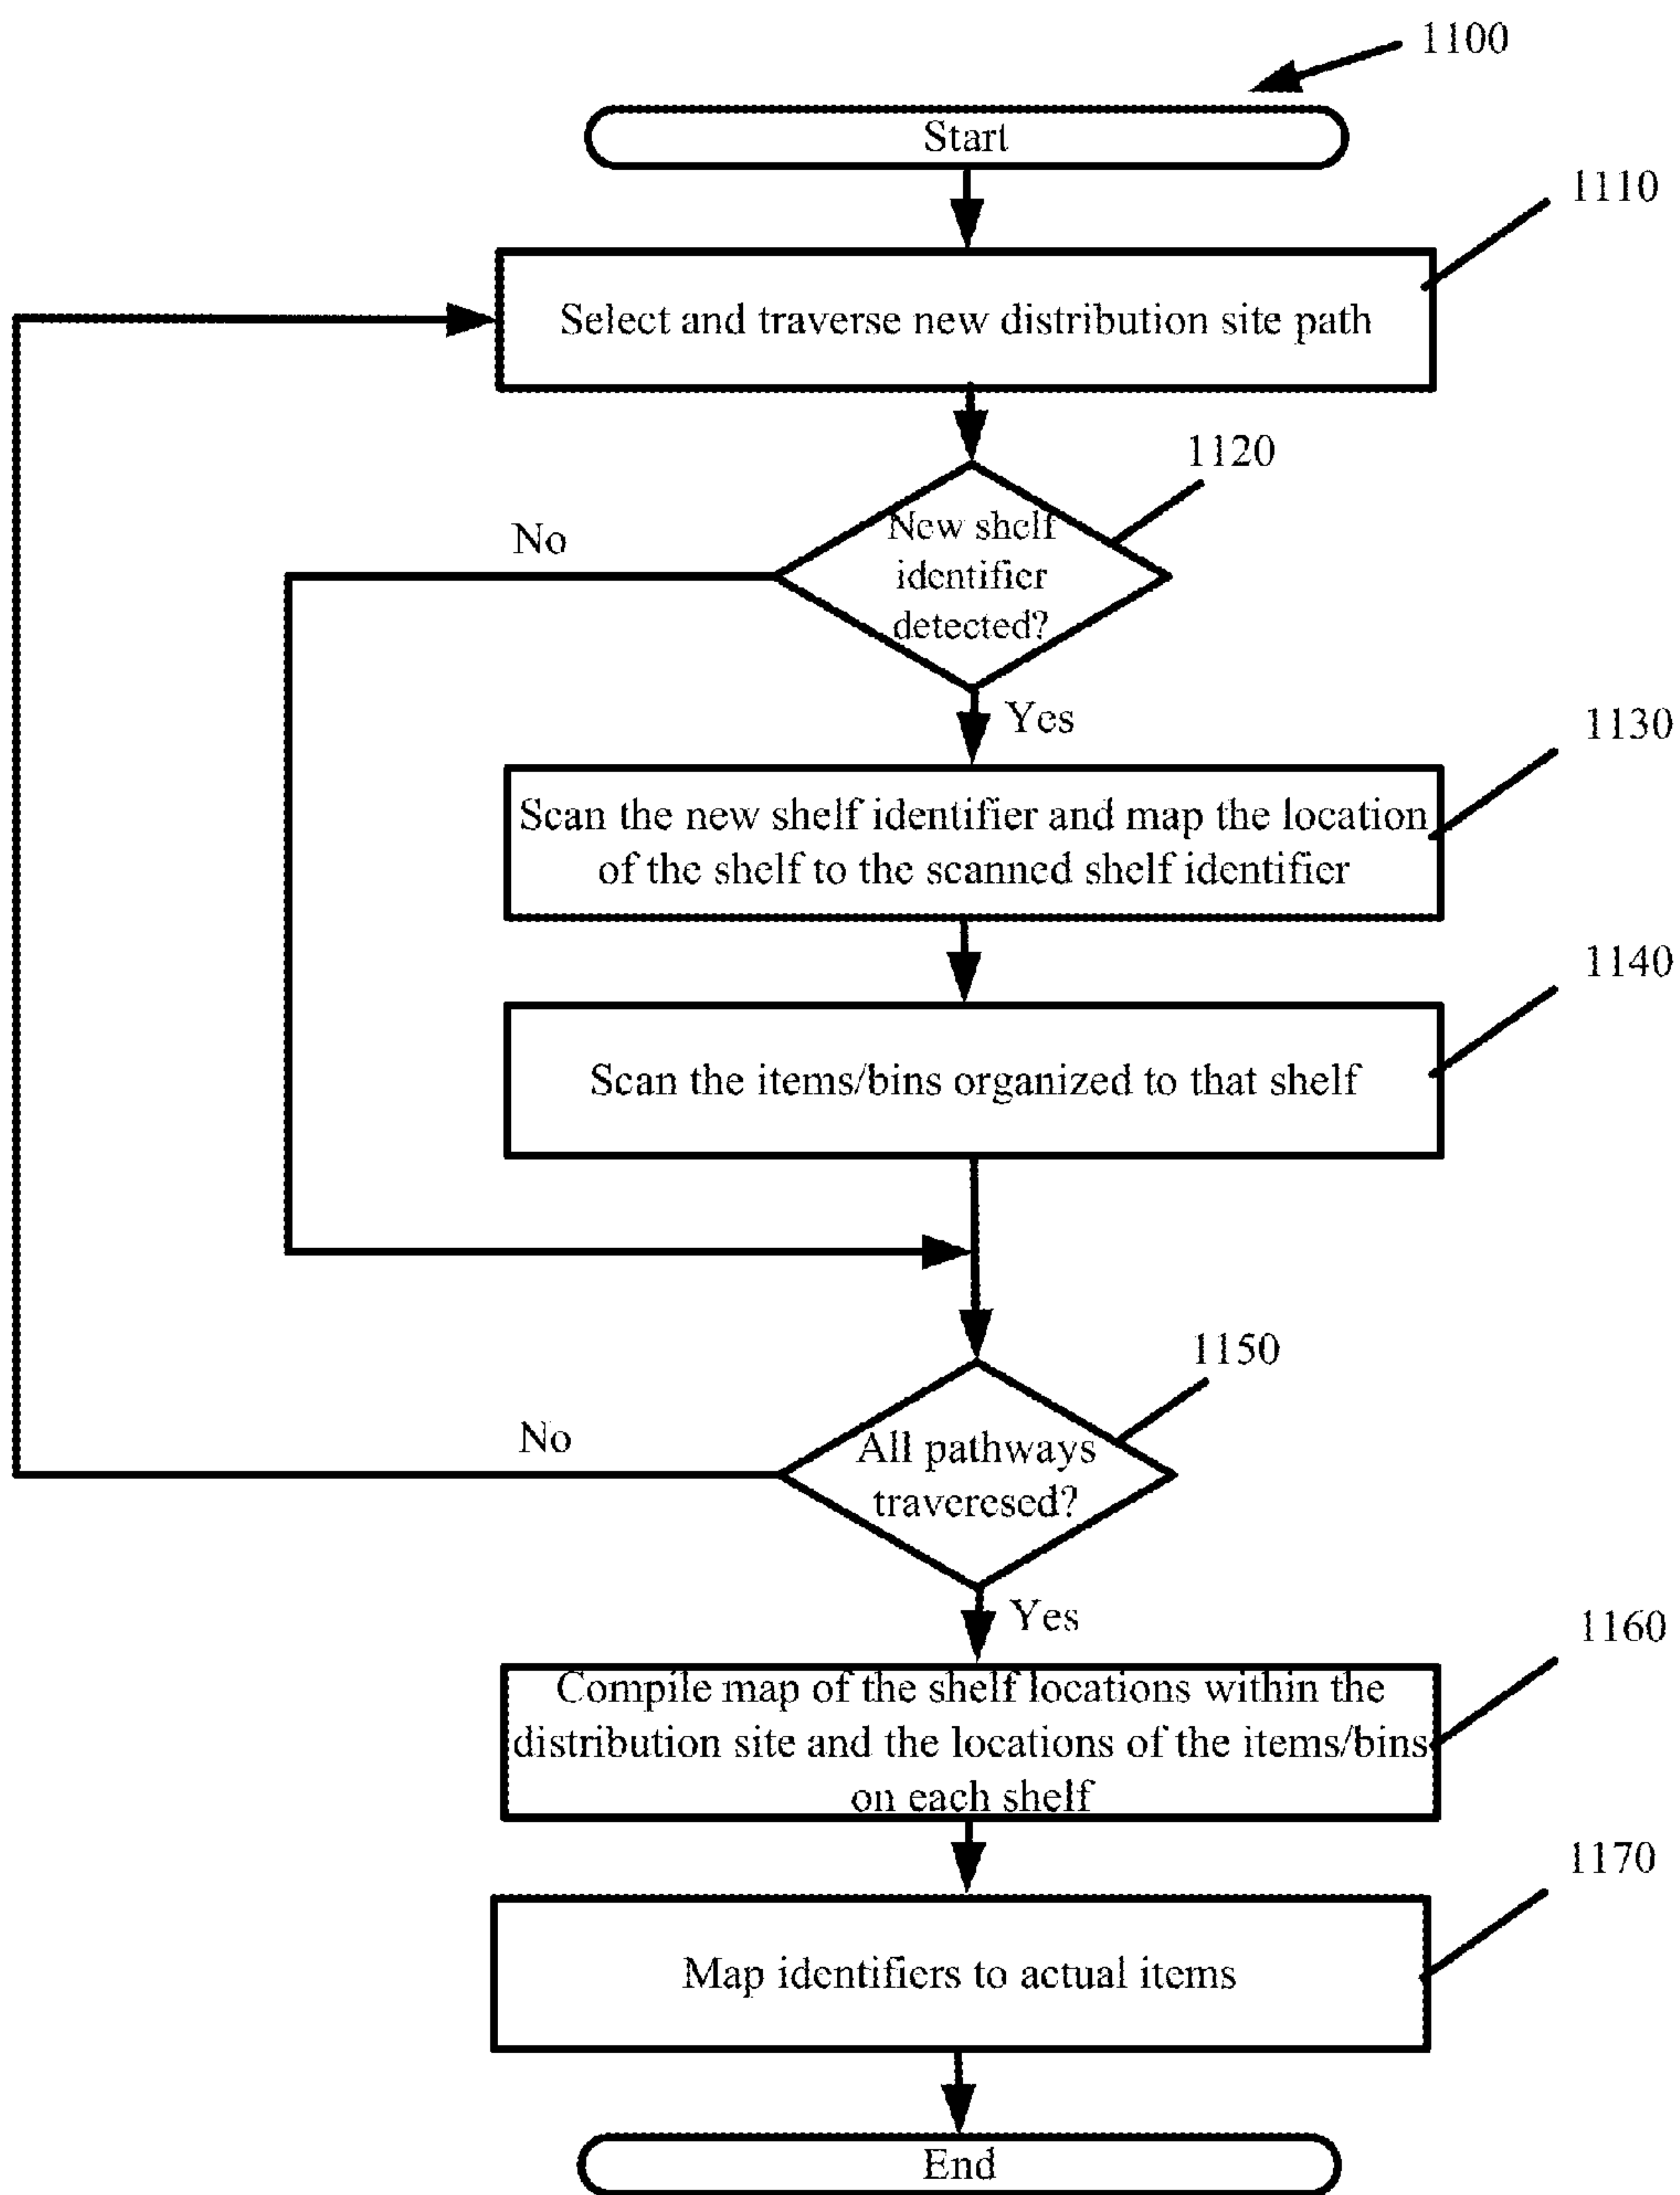 1100
Start
1110
Select and traverse new distribution site path
1120
No
New shelf
identifier
detected?
Yes
1130
Scan the new shelf identifier and map the location
of the shelf to the scanned shelf identifier
1140
Scan the items/bins organized to that shelf
1150
No
All pathways
traveresed?
Yes
1160
Compile map of the shelf locations within the
distribution site and the locations of the items/bins
on each shelf
1170
Map identifiers to actual items
End